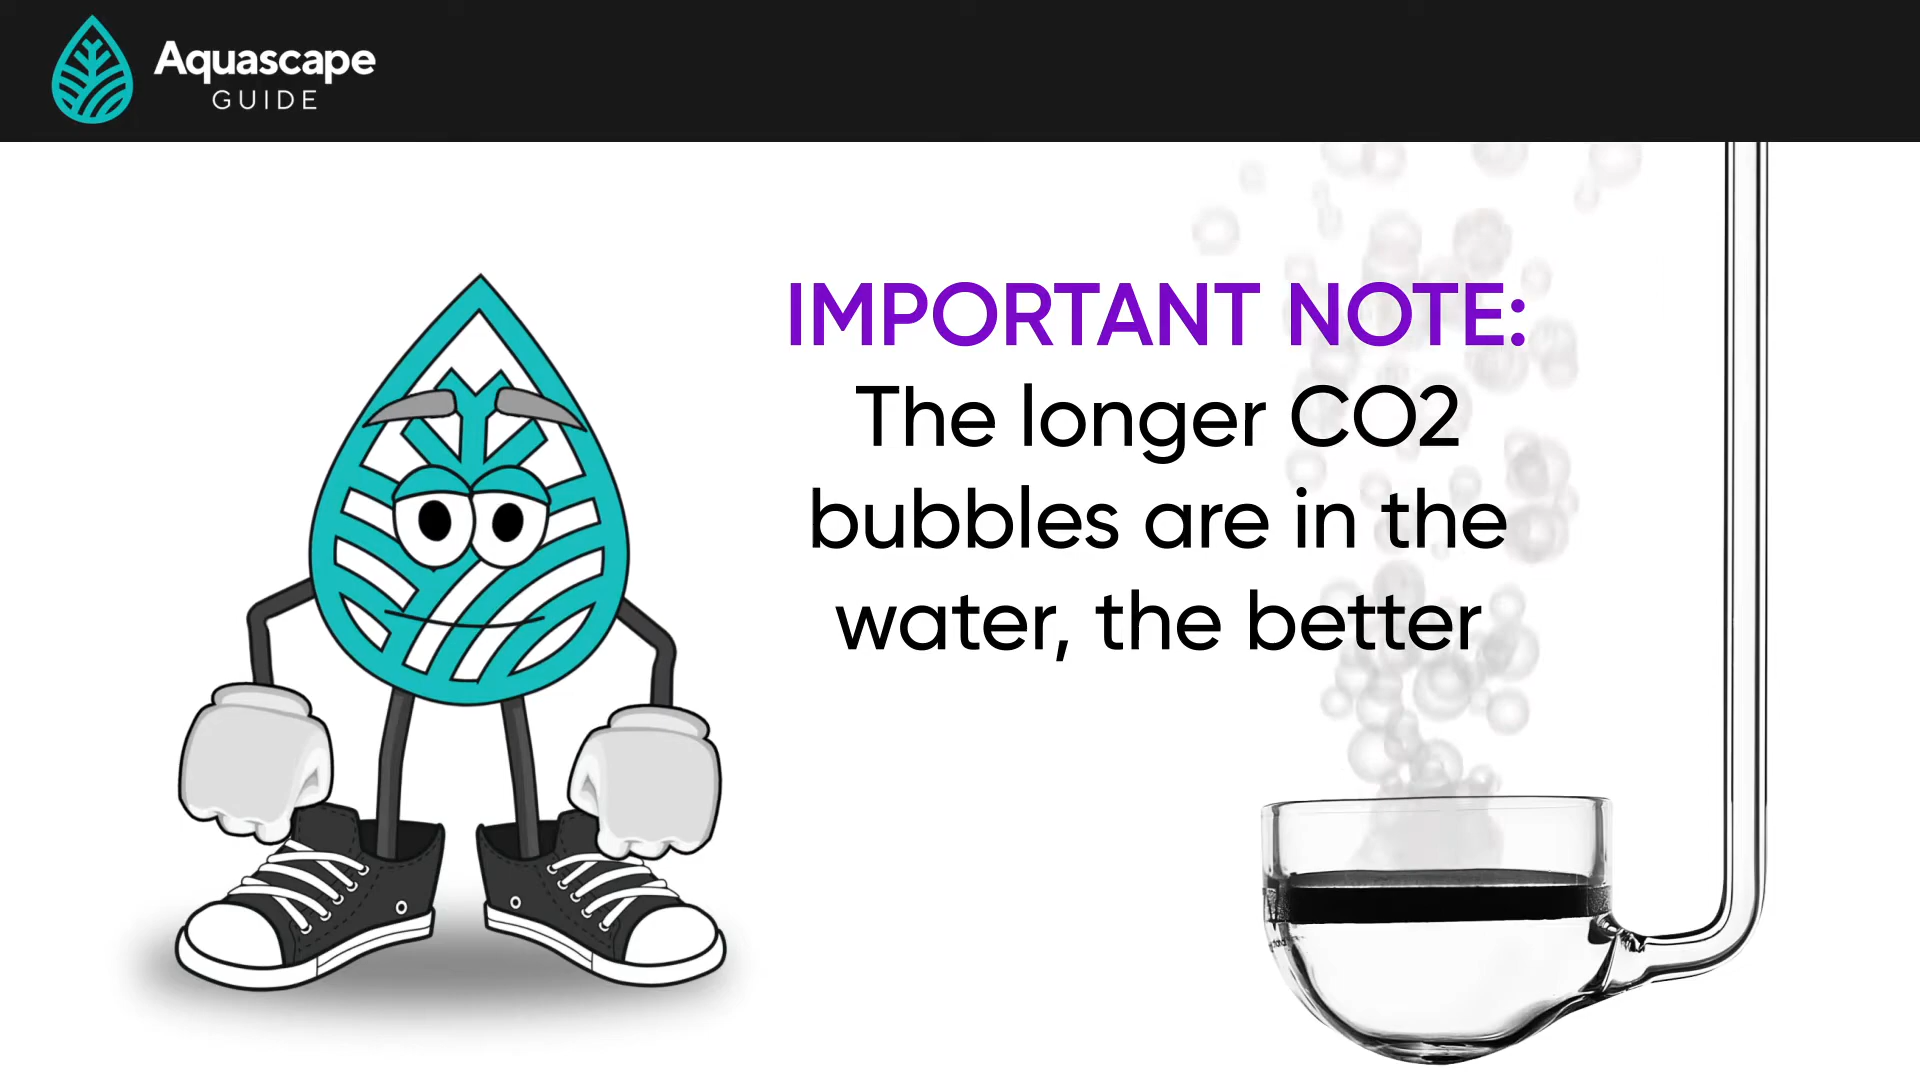 Aquascape
GUIDE
IMPORTANT NOTE:
The longer CO2
bubbles are in the
water, the better